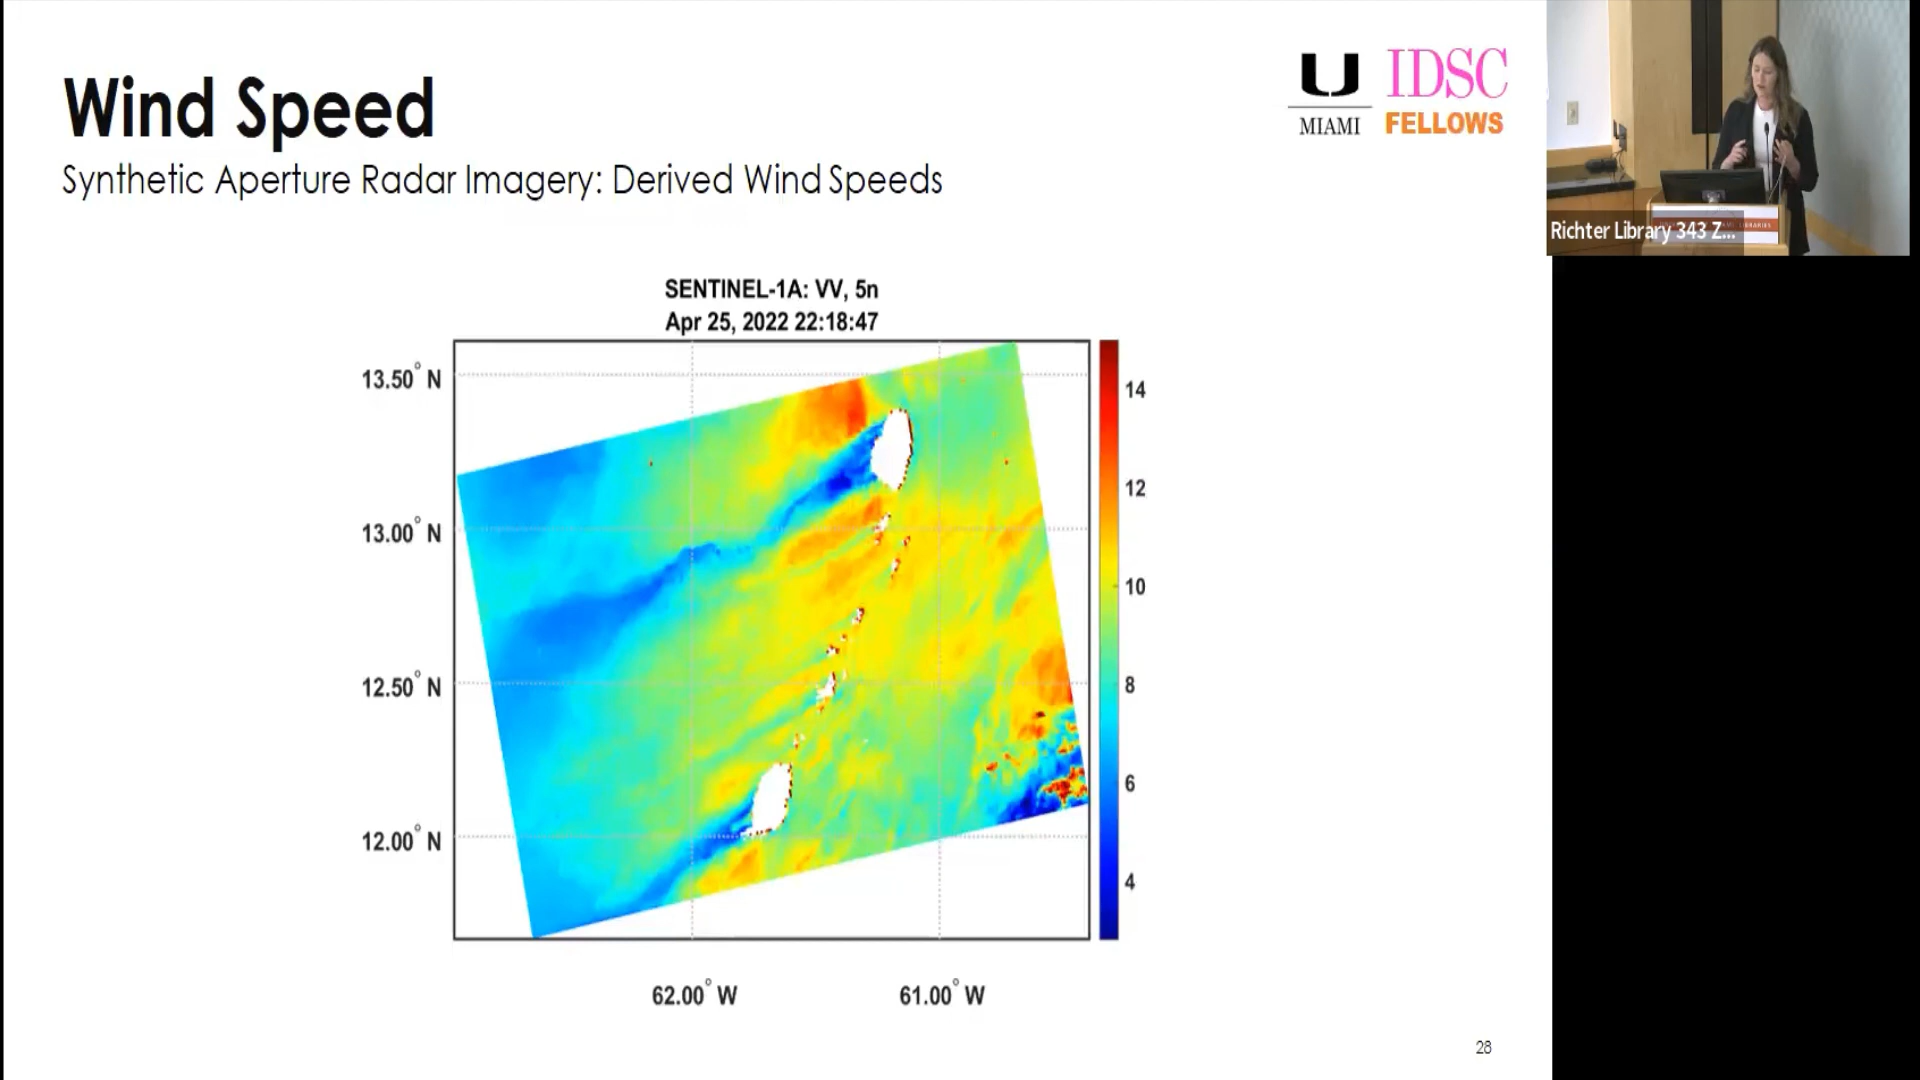 Wind Speed
Synthetic Aperture Radar Imagery: Derived Wind Speeds
MIAMI
IDSC
FELLOWS
Richter Library 343 Z...
LIBRARIES
SENTINEL-1A: VV, 5n
Apr 25, 2022 22:18:47
13.50° N
13.00° N
12.50° N
12.00° N
62.00° W
61.00° W
14
12
10
8
6
4
28